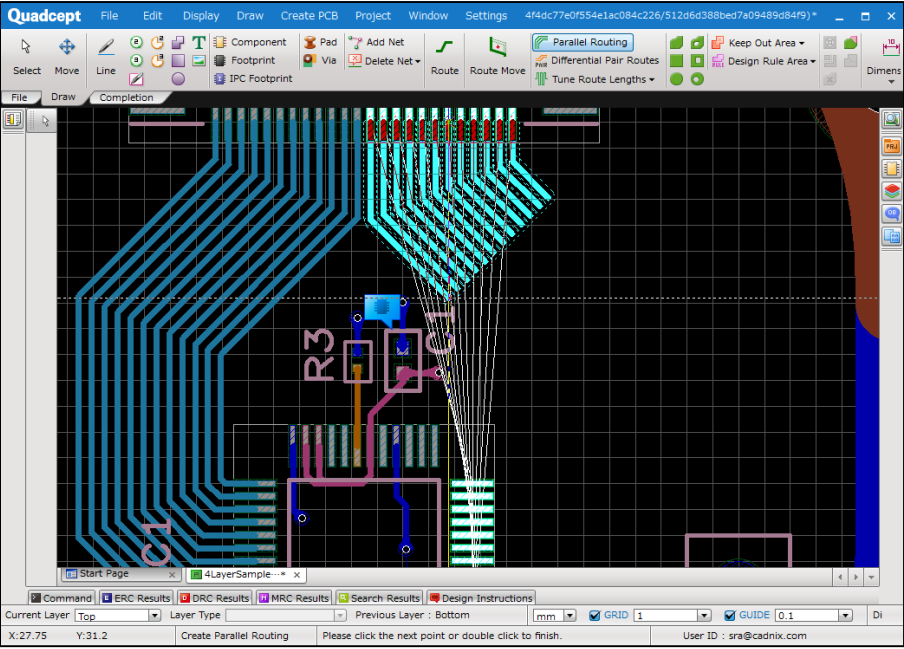 Quadcept File Edit Display Draw Create PCB Project Window Settings 4f4dc77e0f554e1ac084c226/512d6d388bed7a09489d84f9)*
Component Pad Add Net Parallel Routing Keep Out Area
Footprint Via Delete Net Differential Pair Routes Design Rule Area
Select Move Line IPC Footprint Route Route Move Tune Route Lengths Dimens
File Draw Completion
PRJ
OB
R3
C1
C1
Start Page x 4LayerSample···* x
Command ERC Results DRC Results MRC Results Search Results Design Instructions
Current Layer Top Layer Type Previous Layer : Bottom mm GRID 1 GUIDE 0.1 Di
X:27.75 Y:31.2 Create Parallel Routing Please click the next point or double click to finish. User ID : sra@cadnix.com